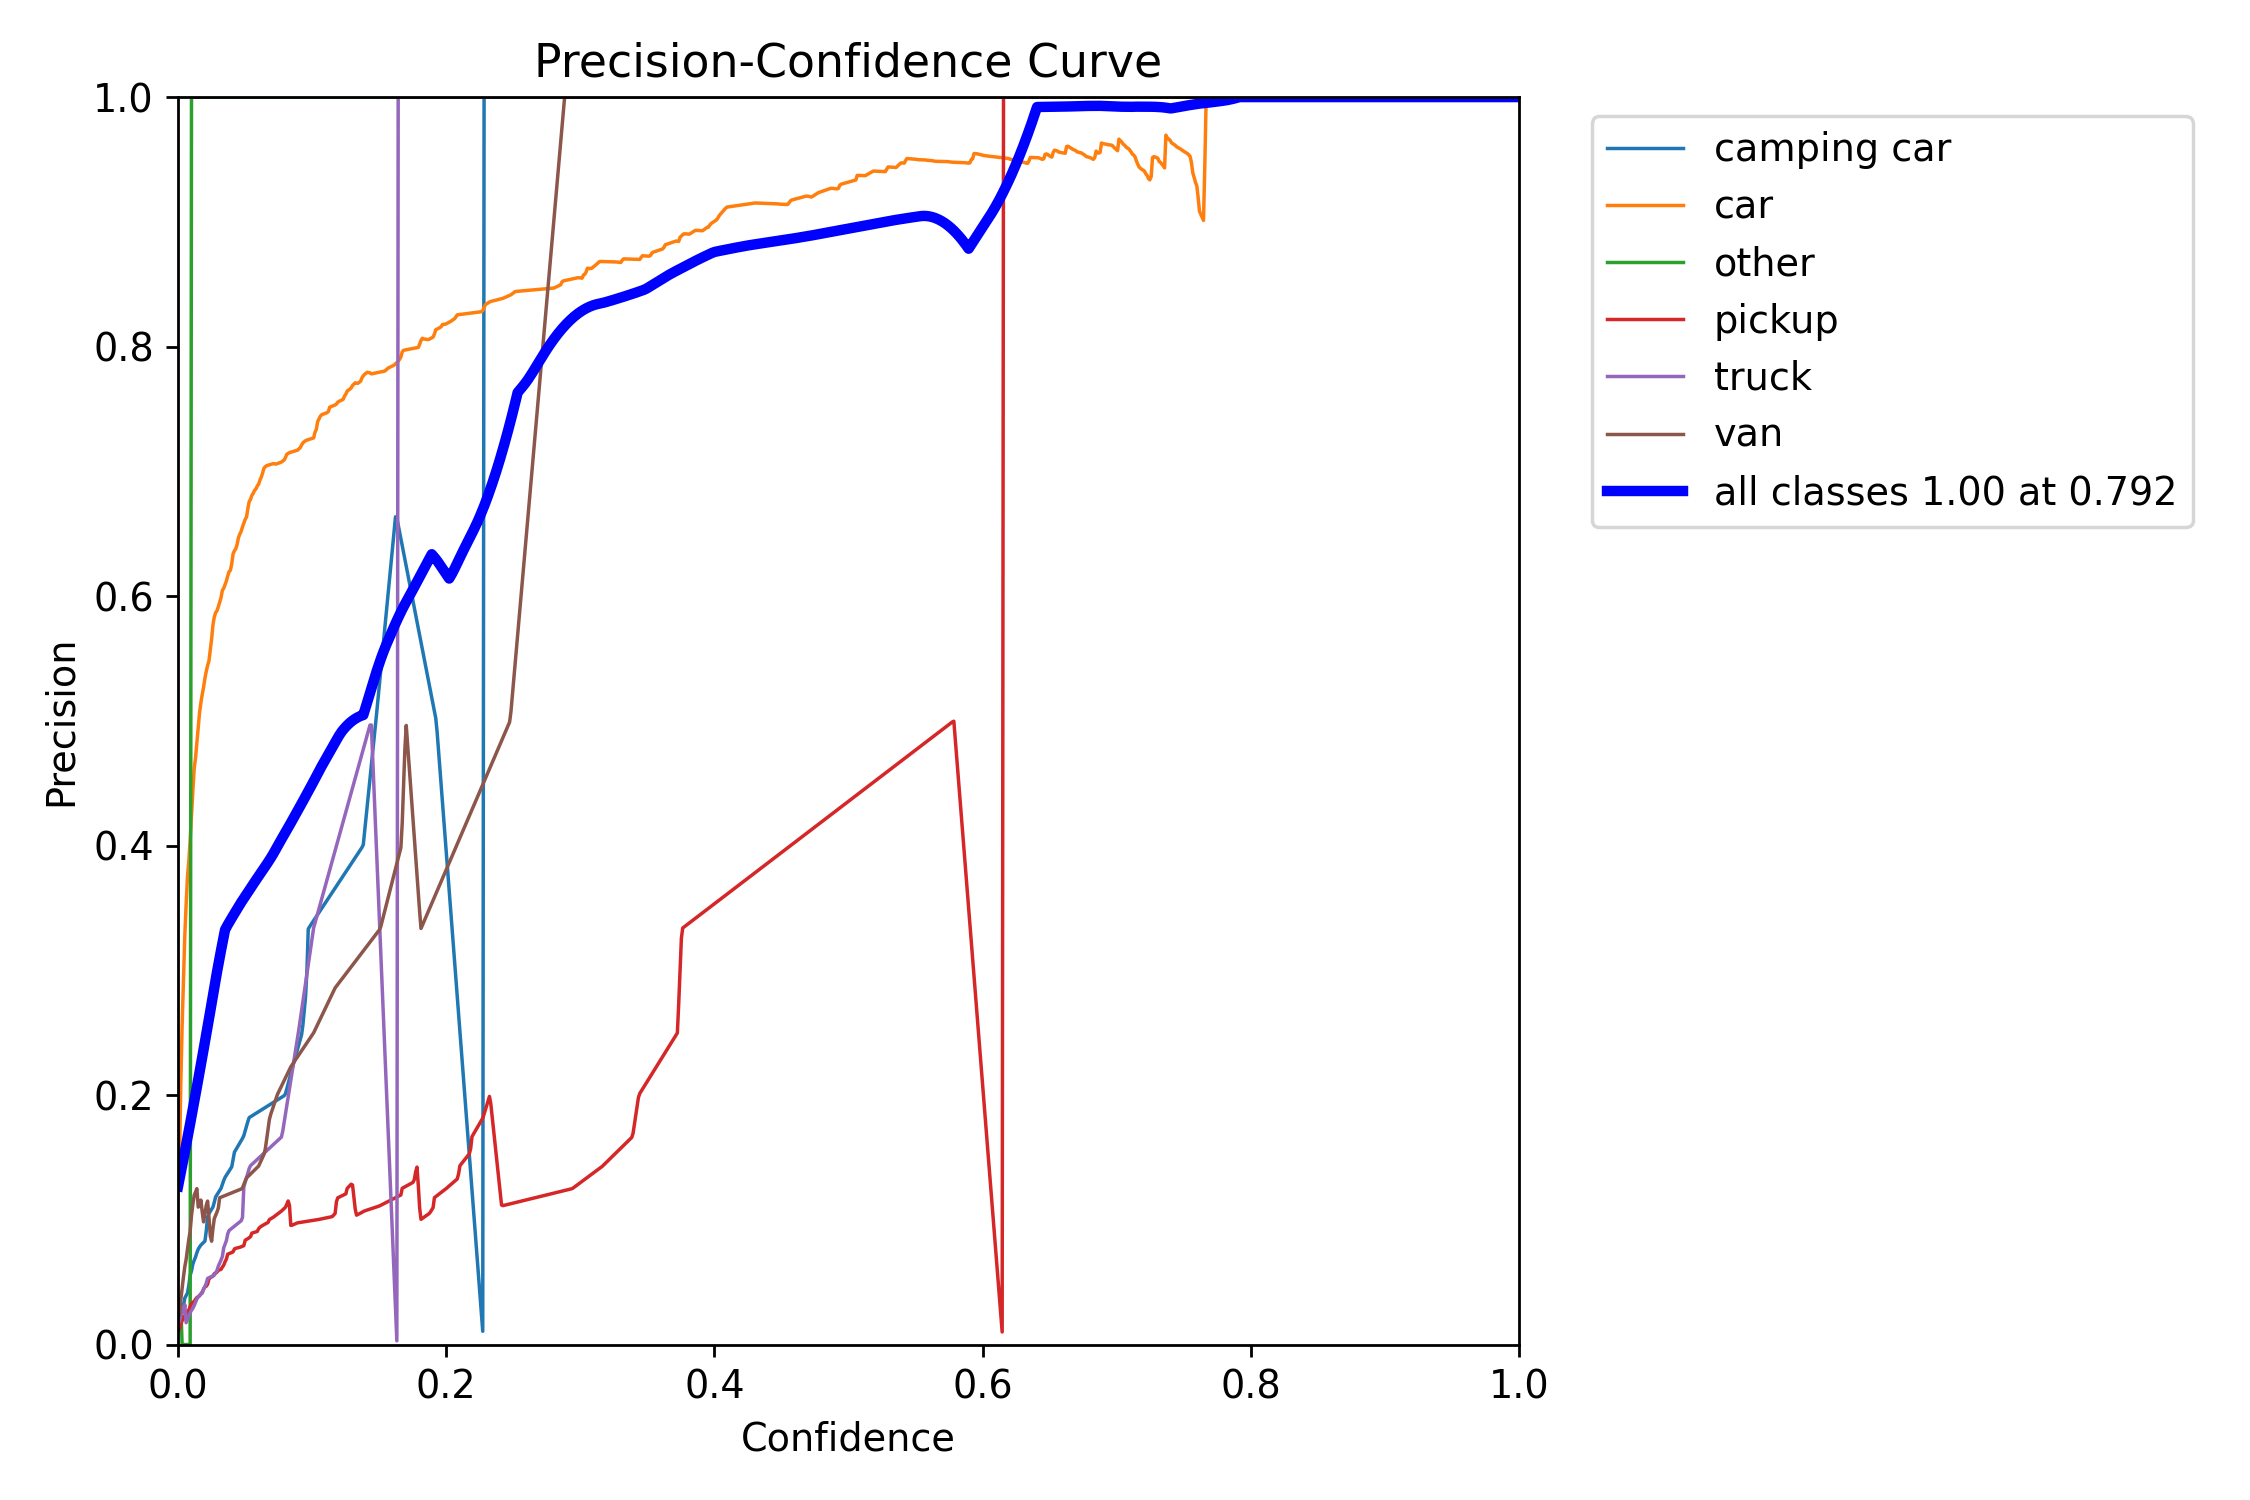 Precision-Confidence Curve
1.0
0.8
0.6
0.4
0.2
0.0
Precision
0.0 0.2 0.4 0.6 0.8 1.0
Confidence
camping car
car
other
pickup
truck
van
all classes 1.00 at 0.792